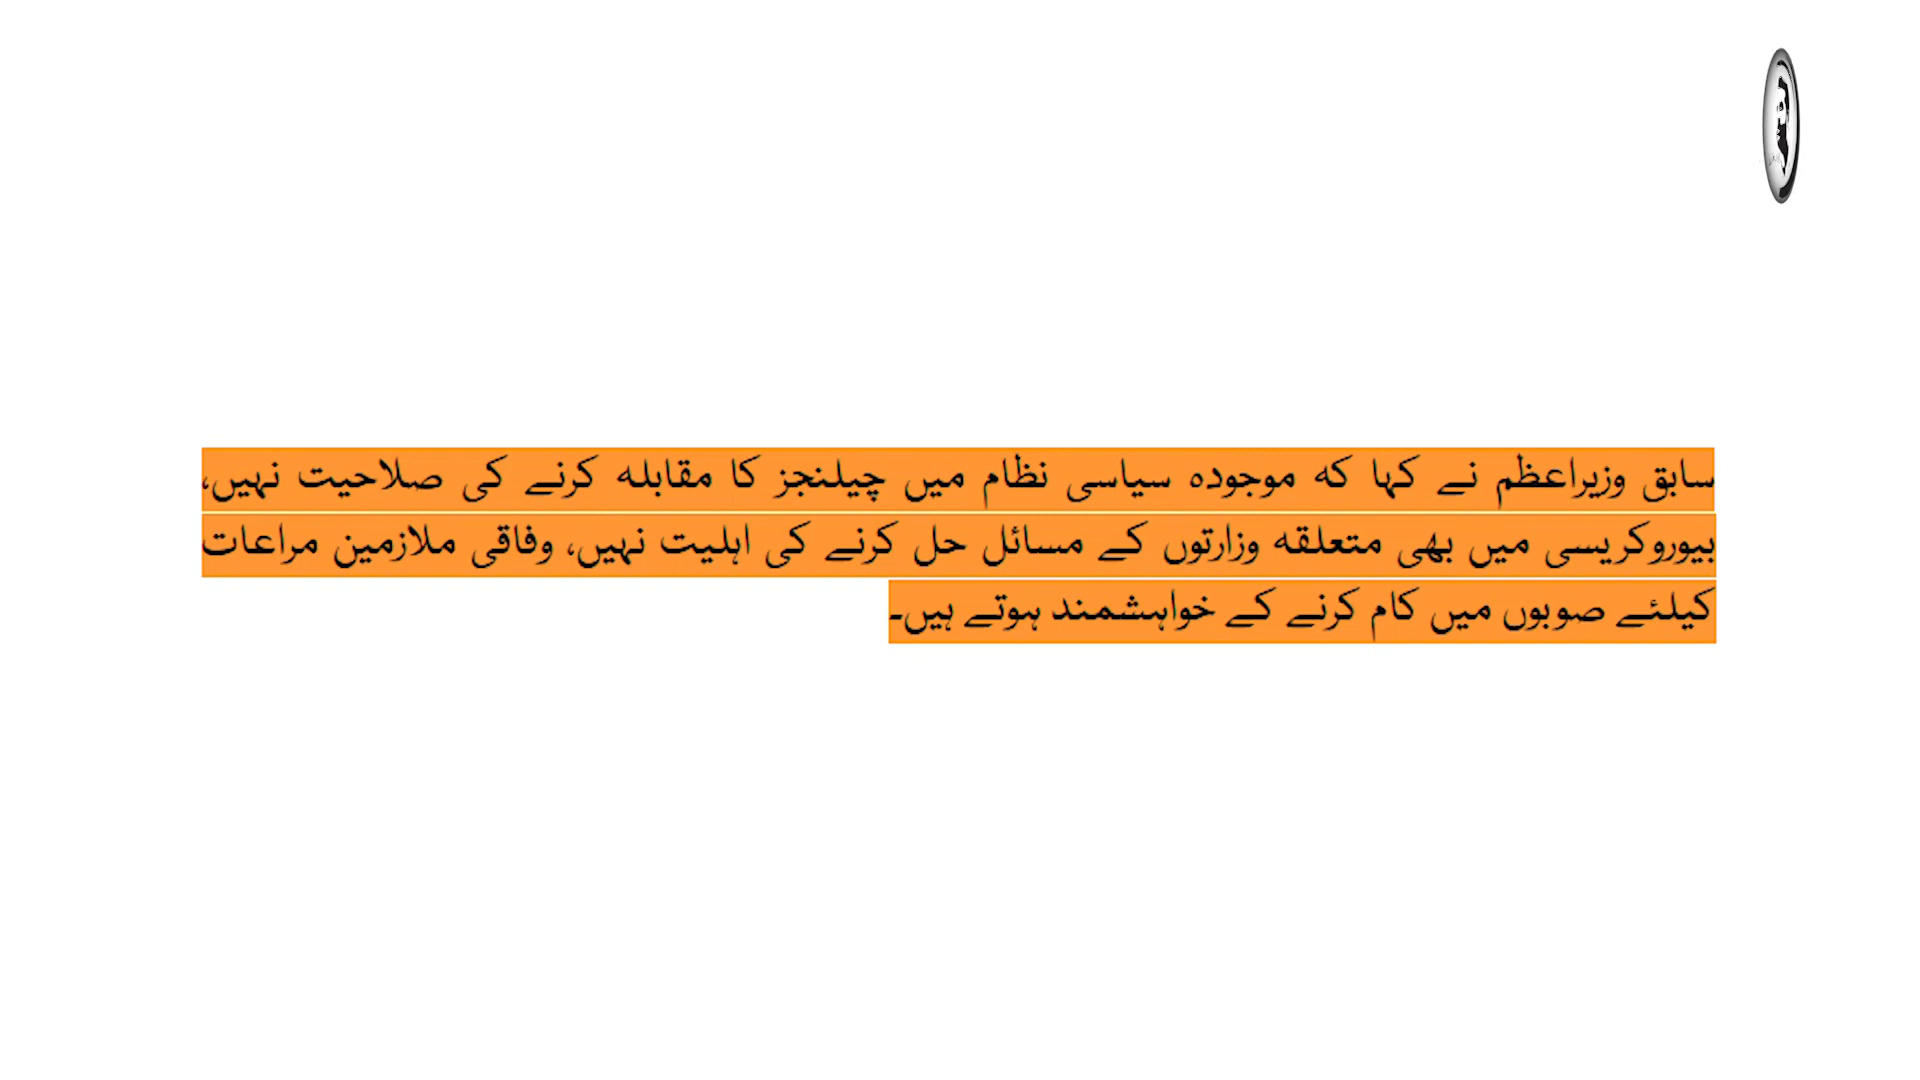 سابق وزیراعظم نے کہا کہ موجودہ سیاسی نظام میں چیلنجز کا مقابلہ کرنے کی صلاحیت نہیں،
بیوروکریسی میں بھی متعلقہ وزارتوں کے مسائل حل کرنے کی اہلیت نہیں، وفاقی ملازمین مراعات
کیلئے صوبوں میں کام کرنے کے خواہشمند ہوتے ہیں۔